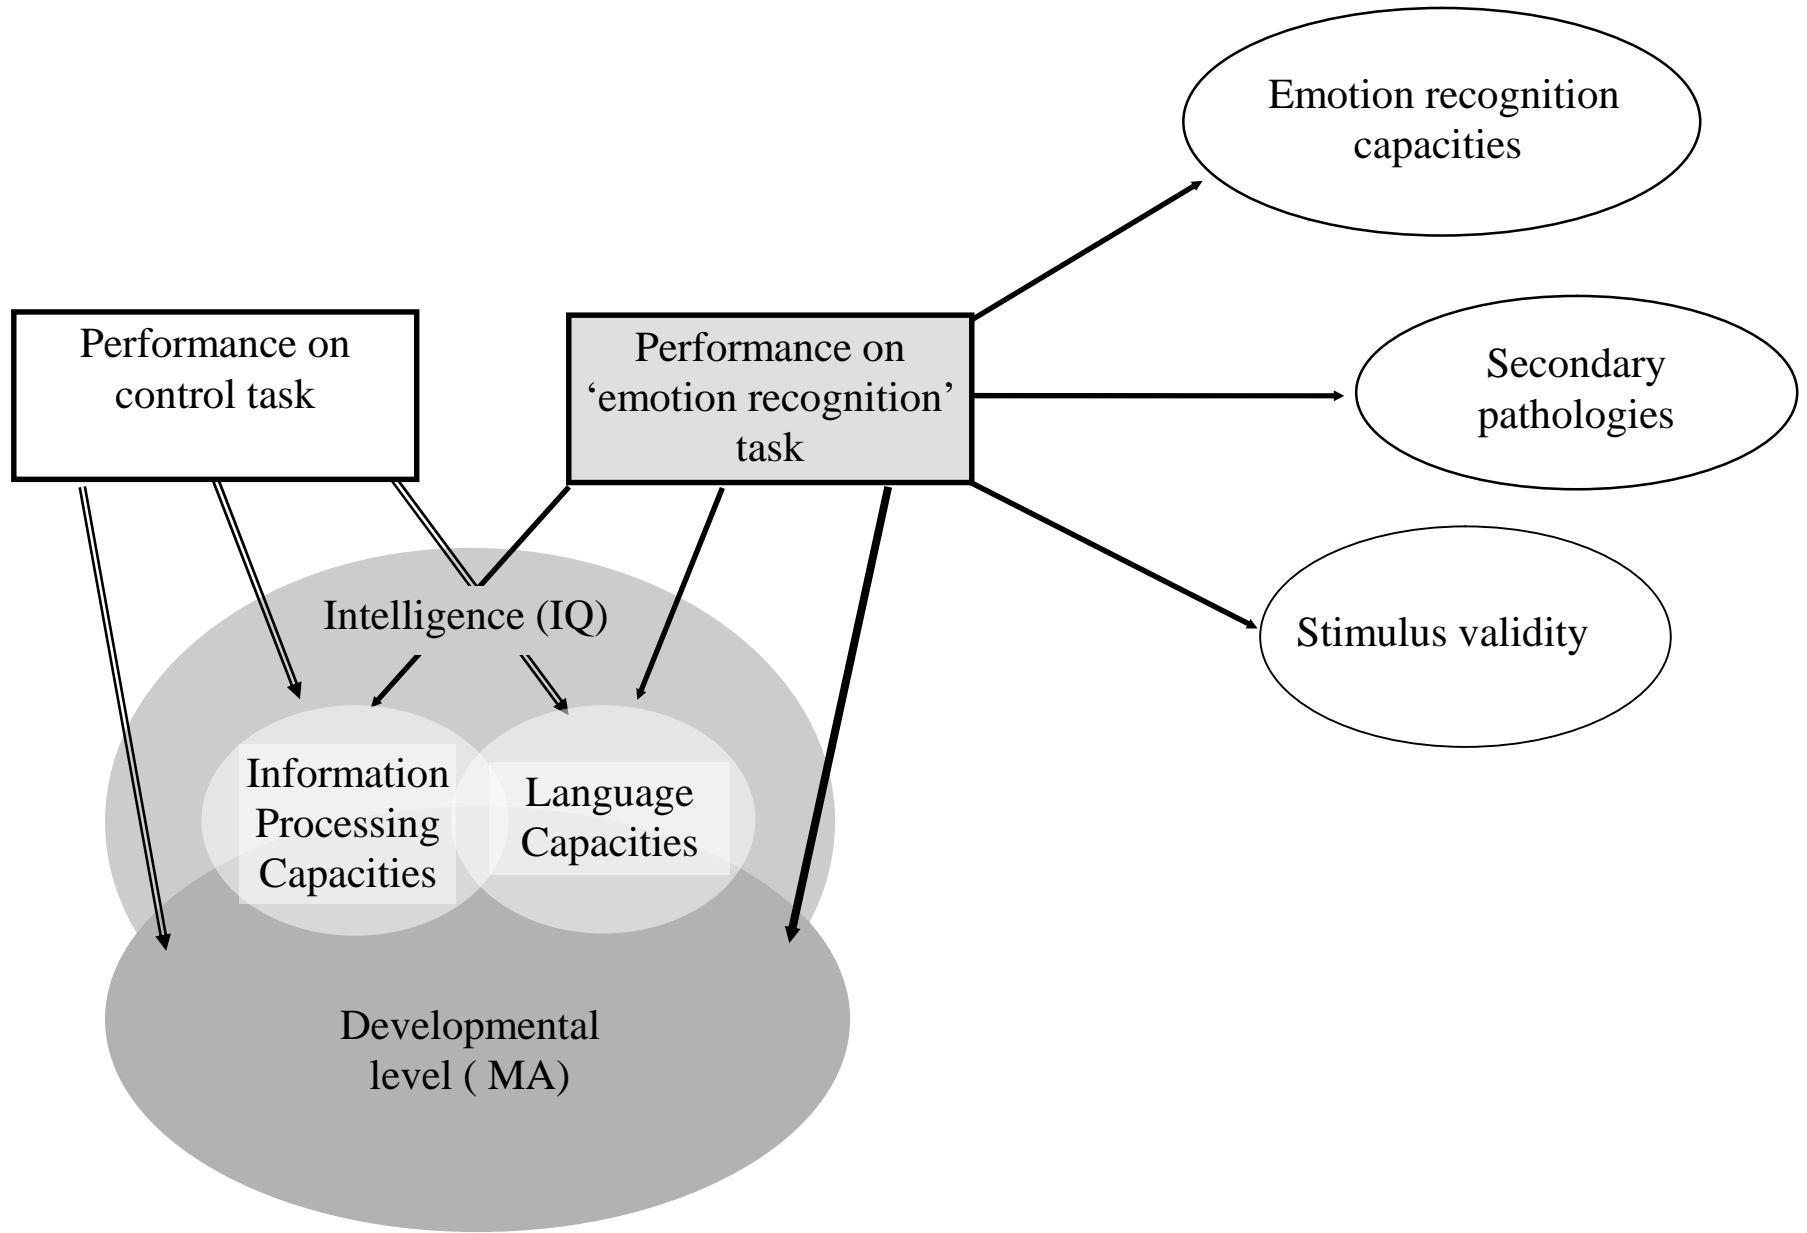 Emotion recognition
capacities
Performance on
control task
Performance on
‘emotion recognition’
task
Secondary
pathologies
Intelligence (IQ)
Stimulus validity
Information
Processing
Capacities
Language
Capacities
Developmental
level ( MA)